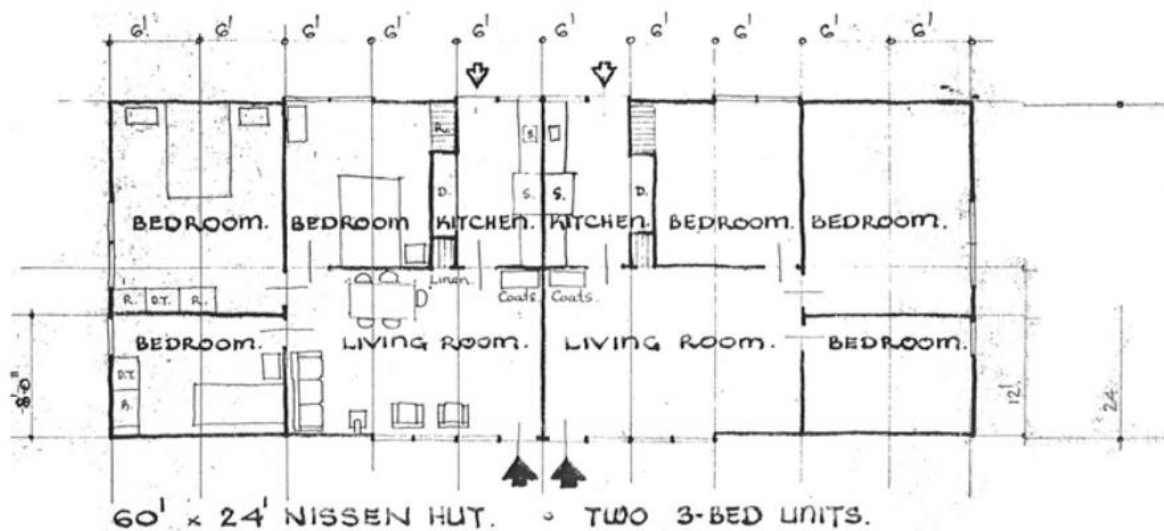 6' 6' 6' 6' 6' 6' 6' 6' 6' 6'
R. S.
D. S. S. D.
BEDROOM. BEDROOM KITCHEN. KITCHEN. BEDROOM. BEDROOM.
Linen. Coats. Coats.
R. D.T. R.
BEDROOM. LIVING ROOM. LIVING ROOM. BEDROOM.
D.T.
R.
8'0"
12'
24'
60' x 24' NISSEN HUT. • TWO 3-BED UNITS.